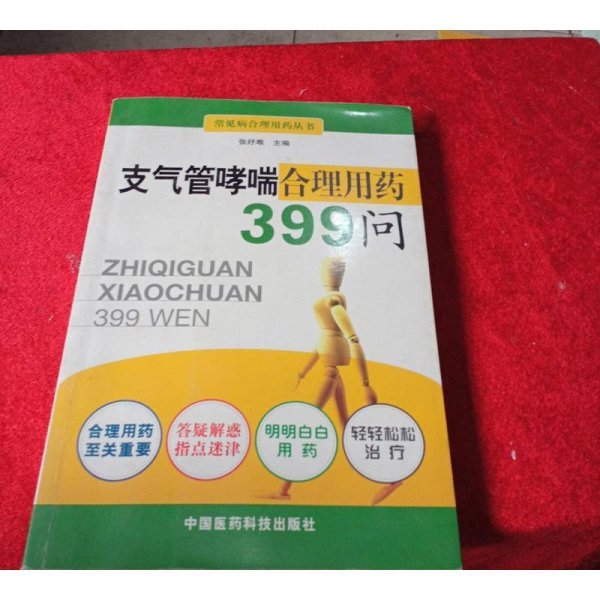 常见病合理用药丛书
张纾难 主编
支气管哮喘合理用药
399问
ZHIQIGUAN
XIAOCHUAN
399 WEN
合理用药
至关重要
答疑解惑
指点迷津
明明白白
用药
轻轻松松
治疗
中国医药科技出版社